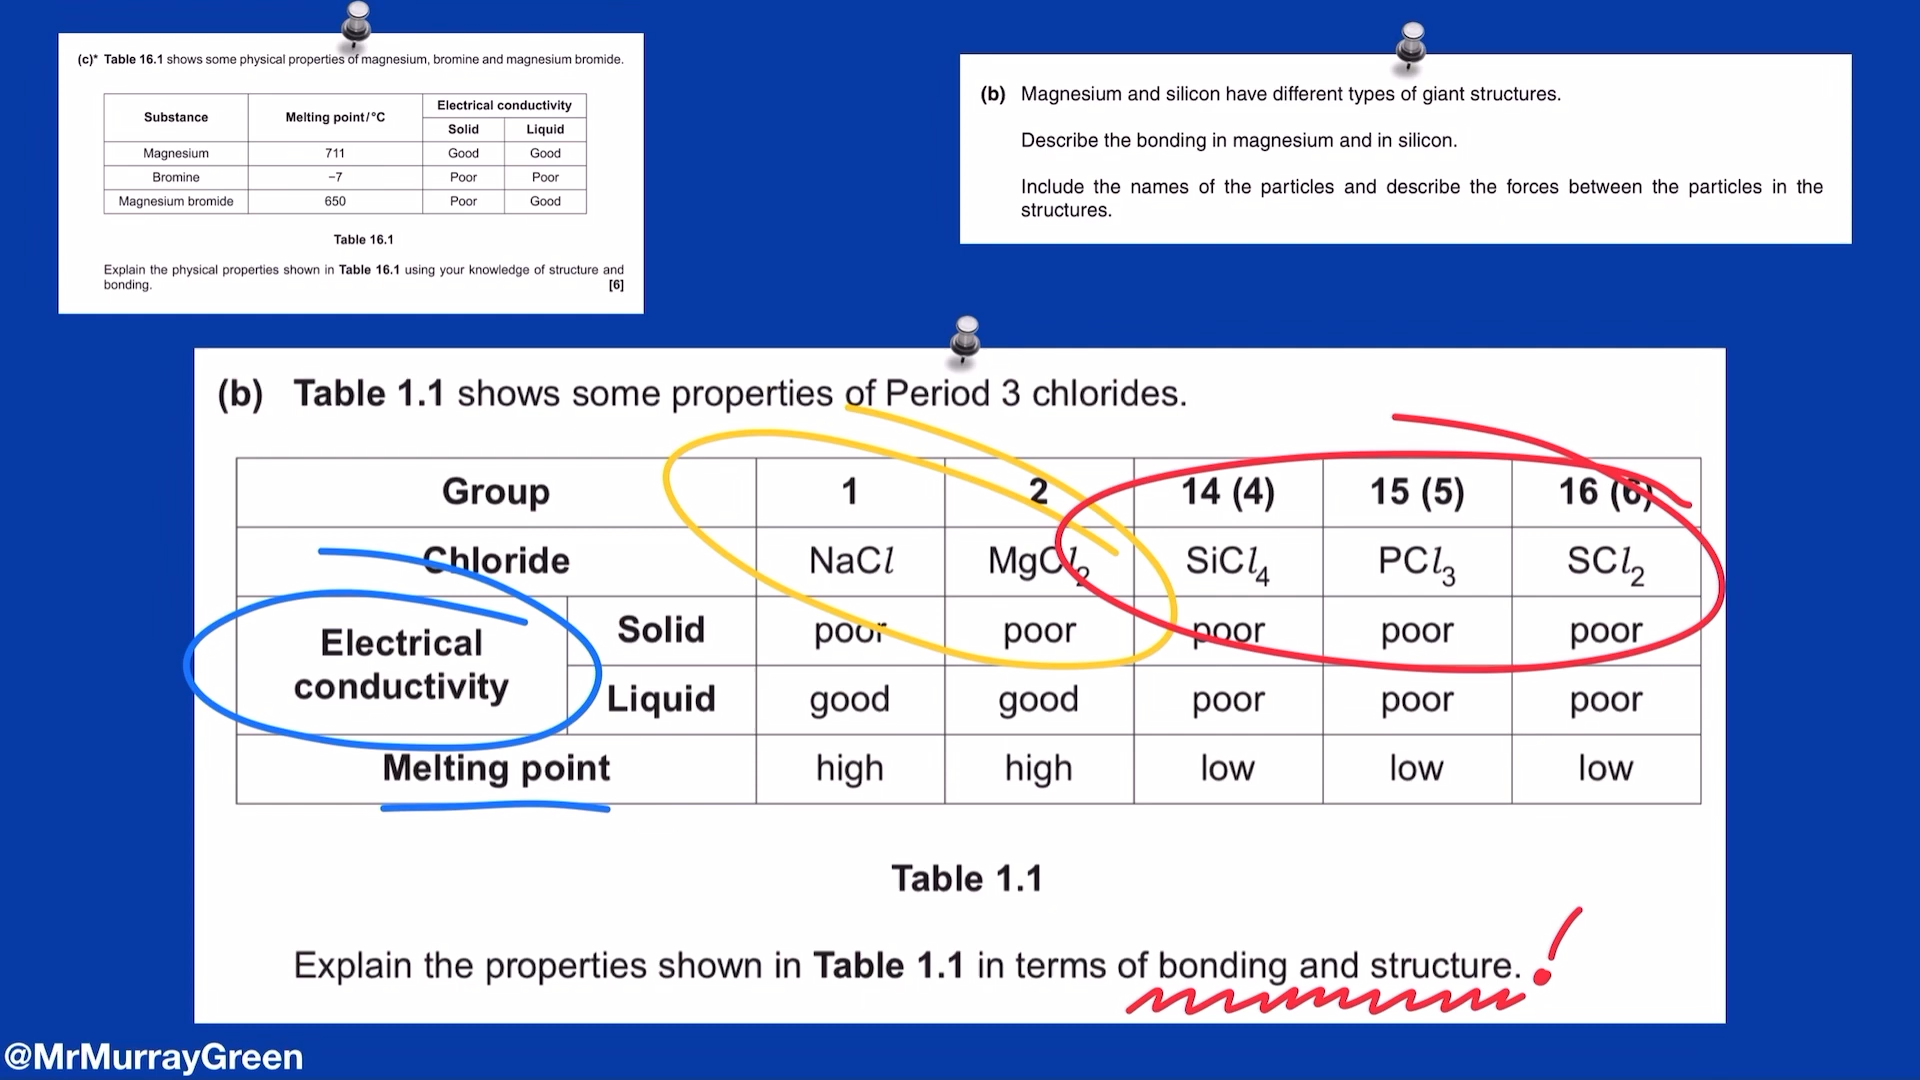 (c)* Table 16.1 shows some physical properties of magnesium, bromine and magnesium bromide.
Substance Melting point/°C Electrical conductivity
Solid Liquid
Magnesium 711 Good Good
Bromine −7 Poor Poor
Magnesium bromide 650 Poor Good
Table 16.1
Explain the physical properties shown in Table 16.1 using your knowledge of structure and
bonding. [6]
(b) Magnesium and silicon have different types of giant structures.
Describe the bonding in magnesium and in silicon.
Include the names of the particles and describe the forces between the particles in the
structures.
(b) Table 1.1 shows some properties of Period 3 chlorides.
Group 1 2 14 (4) 15 (5) 16 (6)
Chloride NaCl MgCl₂ SiCl₄ PCl₃ SCl₂
Electrical
conductivity
Solid poor poor poor poor poor
Liquid good good poor poor poor
Melting point high high low low low
Table 1.1
Explain the properties shown in Table 1.1 in terms of bonding and structure. !
@MrMurrayGreen